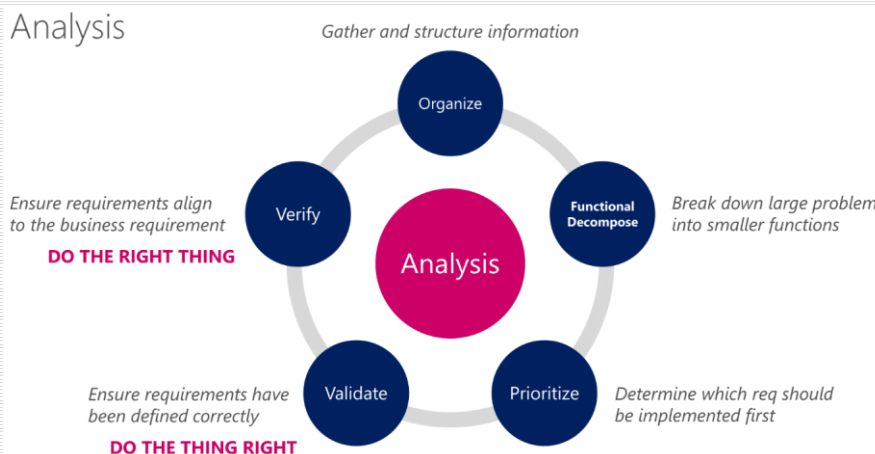 Analysis
Gather and structure information
Organize
Functional
Decompose
Break down large problem
into smaller functions
Verify
Ensure requirements align
to the business requirement
DO THE RIGHT THING
Analysis
Validate
Ensure requirements have
been defined correctly
DO THE THING RIGHT
Prioritize
Determine which req should
be implemented first